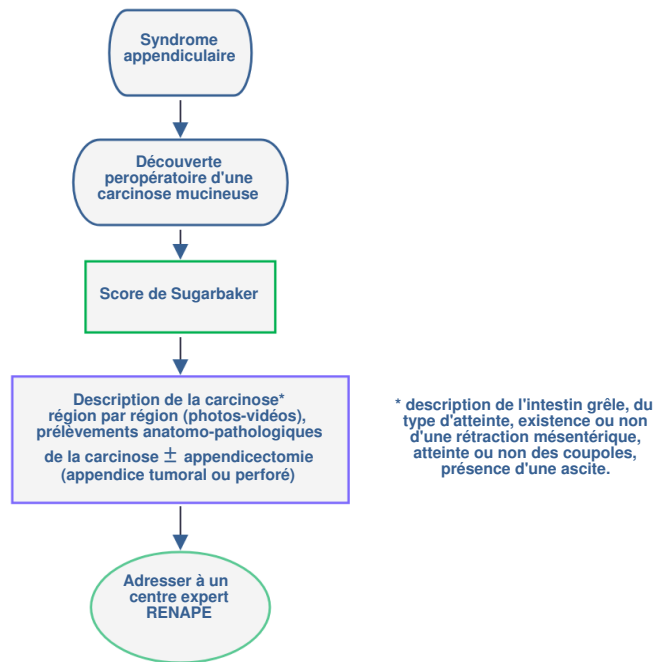 Syndrome
appendiculaire
Découverte
peropératoire d'une
carcinose mucineuse
Score de Sugarbaker
Description de la carcinose*
région par région (photos-vidéos),
prélèvements anatomo-pathologiques
de la carcinose ± appendicectomie
(appendice tumoral ou perforé)
* description de l'intestin grêle, du
type d'atteinte, existence ou non
d'une rétraction mésentérique,
atteinte ou non des coupoles,
présence d'une ascite.
Adresser à un
centre expert
RENAPE